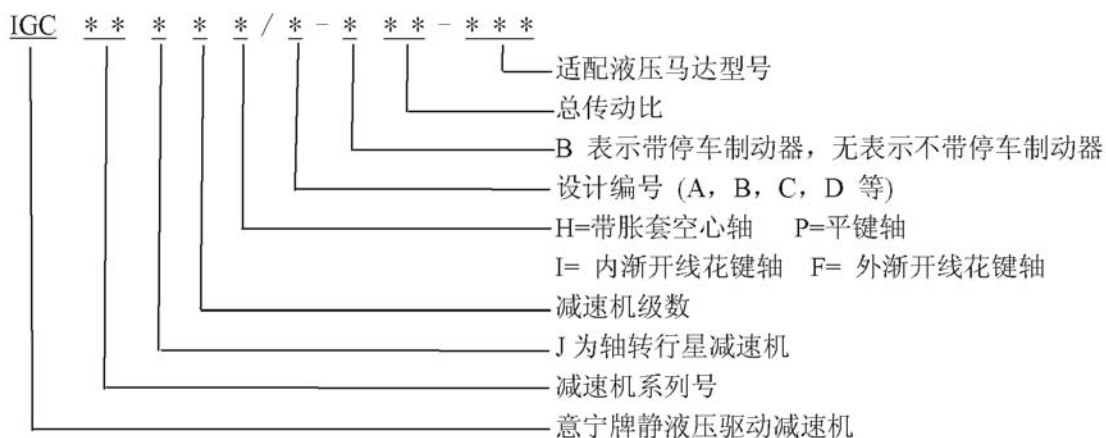 IGC ** * * * / * - * ** - ***
适配液压马达型号
总传动比
B 表示带停车制动器，无表示不带停车制动器
设计编号 (A，B，C，D 等)
H=带胀套空心轴 P=平键轴
I= 内渐开线花键轴 F= 外渐开线花键轴
减速机级数
J 为轴转行星减速机
减速机系列号
意宁牌静液压驱动减速机